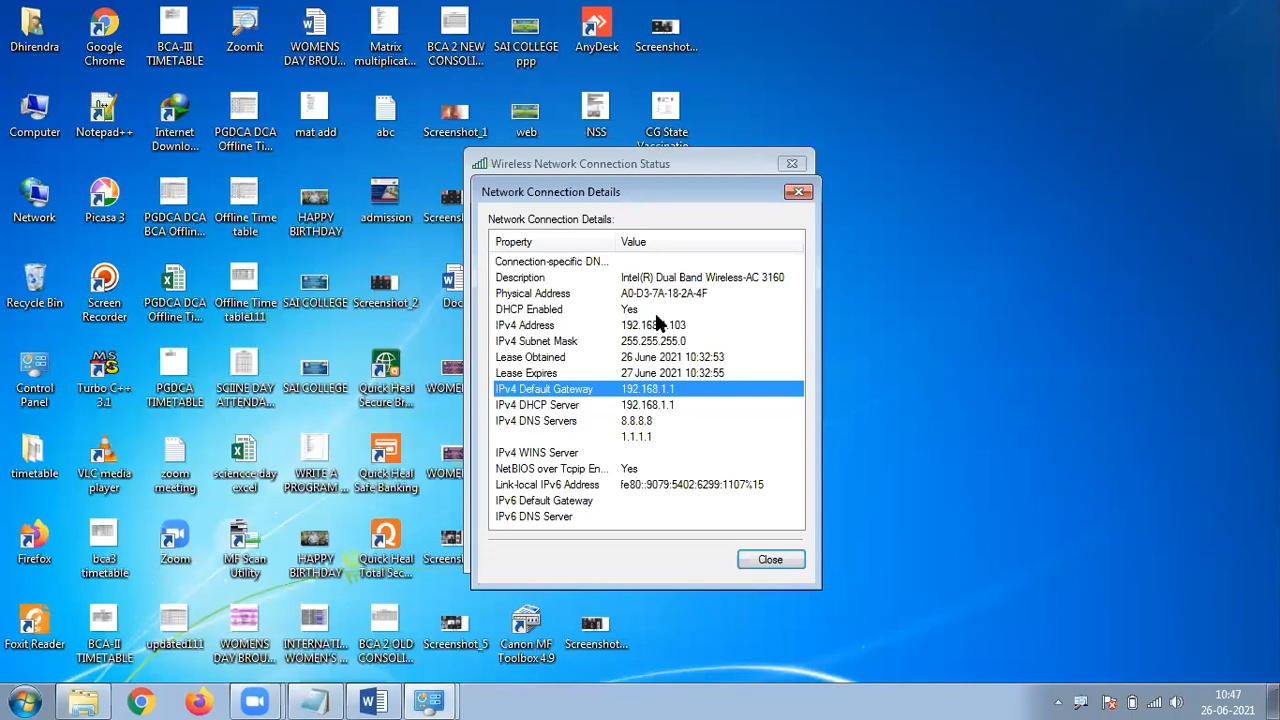 Dhirendra
Google
Chrome
BCA-III
TIMETABLE
ZoomIt
WOMENS
DAY BROU...
Matrix
multiplicat...
BCA 2 NEW
CONSOLI...
SAI COLLEGE
ppp
AnyDesk
Screenshot...
Computer
Notepad++
Internet
Downlo...
PGDCA DCA
Offline Ti...
mat add
abc
Screenshot_1
web
NSS
CG State
Vaccinatio
Network
Picasa 3
PGDCA DCA
BCA Offlin...
Offline Time
table
HAPPY
BIRTHDAY
admission
Screensh
Recycle Bin
Screen
Recorder
PGDCA DCA
Offline Ti...
Offline Time
table111
SAI COLLEGE
Screenshot_2
Doc
Control
Panel
Turbo C++
3.1
PGDCA
TIMETABLE
SCIINE DAY
ATTENDA...
SAI COLLEGE
Quick Heal
Secure Br...
WOME
timetable
VLC media
player
zoom
meeting
sciencce day
excel
WRITE A
PROGRAM ...
Quick Heal
Safe Banking
WOME
Firefox
bca3
timetable
Zoom
MF Scan
Utility
HAPPY
BIRTHDAY
Quick Heal
Total Sec...
Screensh
Foxit Reader
BCA-II
TIMETABLE
updated111
WOMENS
DAY BROU...
INTERNATI...
WOMEN'S ...
BCA 2 OLD
CONSOLI...
Screenshot_5
Canon MF
Toolbox 4.9
Screenshot...
Wireless Network Connection Status
Network Connection Details
Network Connection Details:
Property Value
Connection-specific DN...
Description Intel(R) Dual Band Wireless-AC 3160
Physical Address A0-D3-7A-18-2A-4F
DHCP Enabled Yes
IPv4 Address 192.168 103
IPv4 Subnet Mask 255.255.255.0
Lease Obtained 26 June 2021 10:32:53
Lease Expires 27 June 2021 10:32:55
IPv4 Default Gateway 192.168.1.1
IPv4 DHCP Server 192.168.1.1
IPv4 DNS Servers 8.8.8.8
1.1.1.1
IPv4 WINS Server
NetBIOS over Tcpip En... Yes
Link-local IPv6 Address fe80::9079:5402:6299:1107%15
IPv6 Default Gateway
IPv6 DNS Server
Close
10:47
26-06-2021